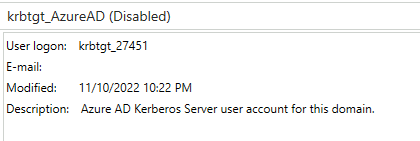 krbtgt_AzureAD (Disabled)
User logon: krbtgt_27451
E-mail:
Modified: 11/10/2022 10:22 PM
Description: Azure AD Kerberos Server user account for this domain.